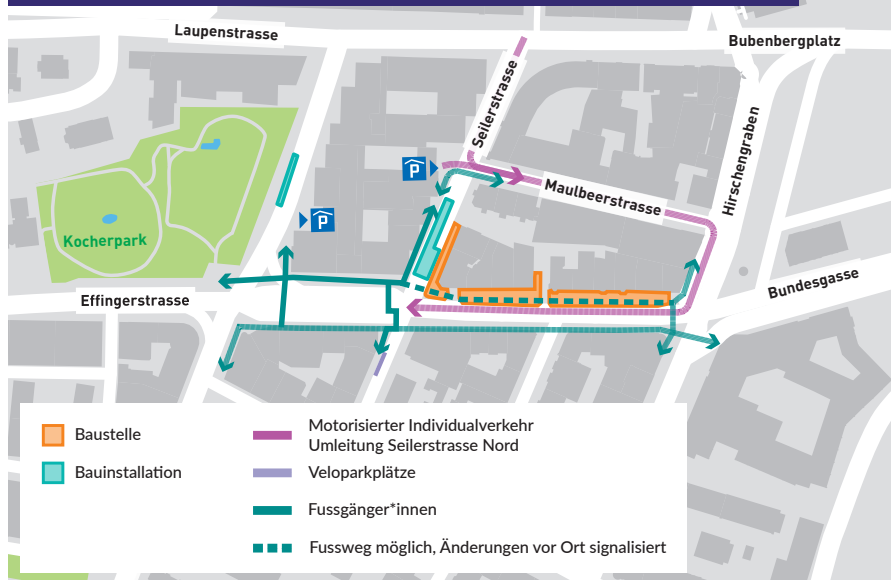 Laupenstrasse
Bubenbergplatz
Seilerstrasse
Hirschengraben
P
Maulbeerstrasse
P
Kocherpark
Bundesgasse
Effingerstrasse
Baustelle
Bauinstallation
Motorisierter Individualverkehr
Umleitung Seilerstrasse Nord
Veloparkplätze
Fussgänger*innen
Fussweg möglich, Änderungen vor Ort signalisiert